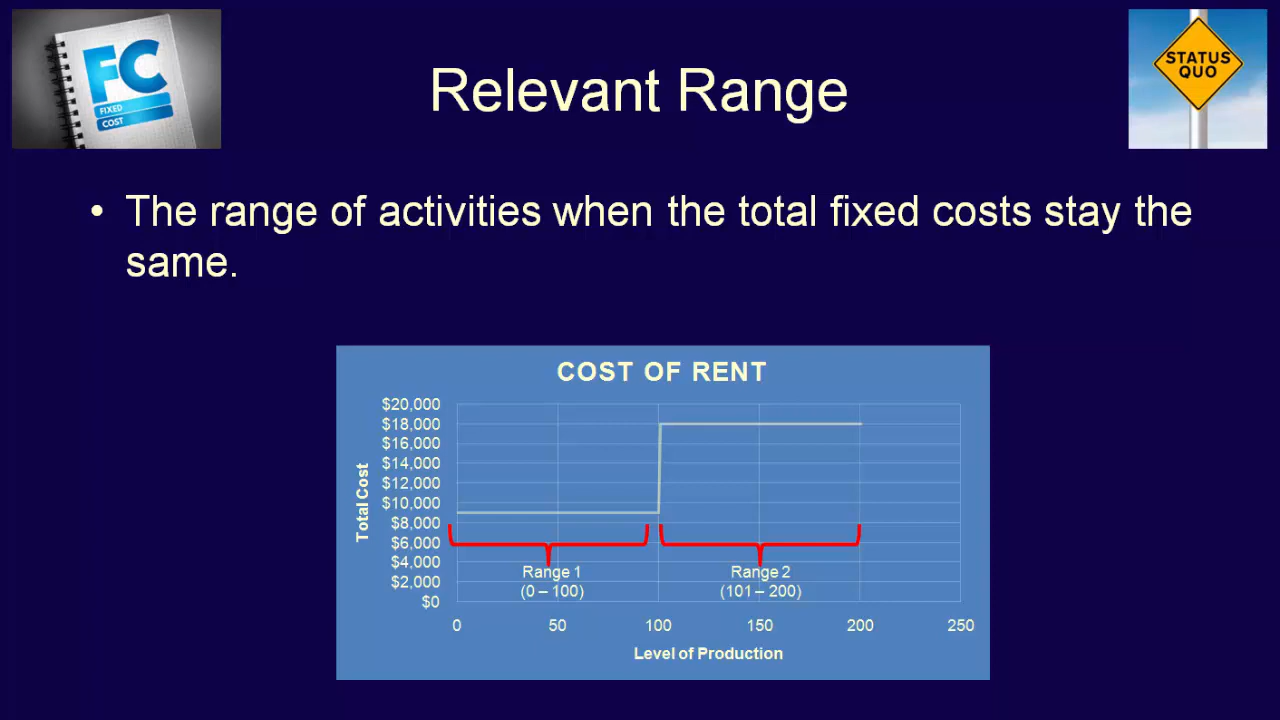 FC
FIXED
COST
Relevant Range
STATUS
QUO
• The range of activities when the total fixed costs stay the
same.
COST OF RENT
Total Cost
$20,000
$18,000
$16,000
$14,000
$12,000
$10,000
$8,000
$6,000
$4,000
$2,000
$0
Range 1
(0 – 100)
Range 2
(101 – 200)
0 50 100 150 200 250
Level of Production